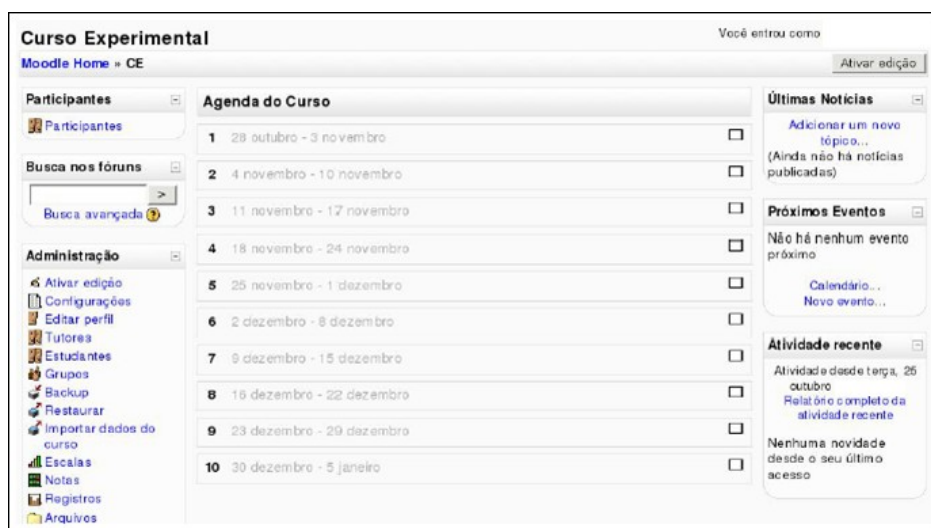 Curso Experimental
Você entrou como
Moodle Home » CE
Ativar edição
Participantes
Participantes
Busca nos fóruns
>
Busca avançada ?
Administração
Ativar edição
Configurações
Editar perfil
Tutores
Estudantes
Grupos
Backup
Restaurar
Importar dados do
curso
Escalas
Notas
Registros
Arquivos
Agenda do Curso
1 28 outubro - 3 novembro
2 4 novembro - 10 novembro
3 11 novembro - 17 novembro
4 18 novembro - 24 novembro
5 25 novembro - 1 dezembro
6 2 dezembro - 8 dezembro
7 9 dezembro - 15 dezembro
8 16 dezembro - 22 dezembro
9 23 dezembro - 29 dezembro
10 30 dezembro - 5 janeiro
Últimas Notícias
Adicionar um novo
tópico...
(Ainda não há notícias
publicadas)
Próximos Eventos
Não há nenhum evento
próximo
Calendário...
Novo evento...
Atividade recente
Atividade desde terça, 25
outubro
Relatório completo da
atividade recente
Nenhuma novidade
desde o seu último
acesso